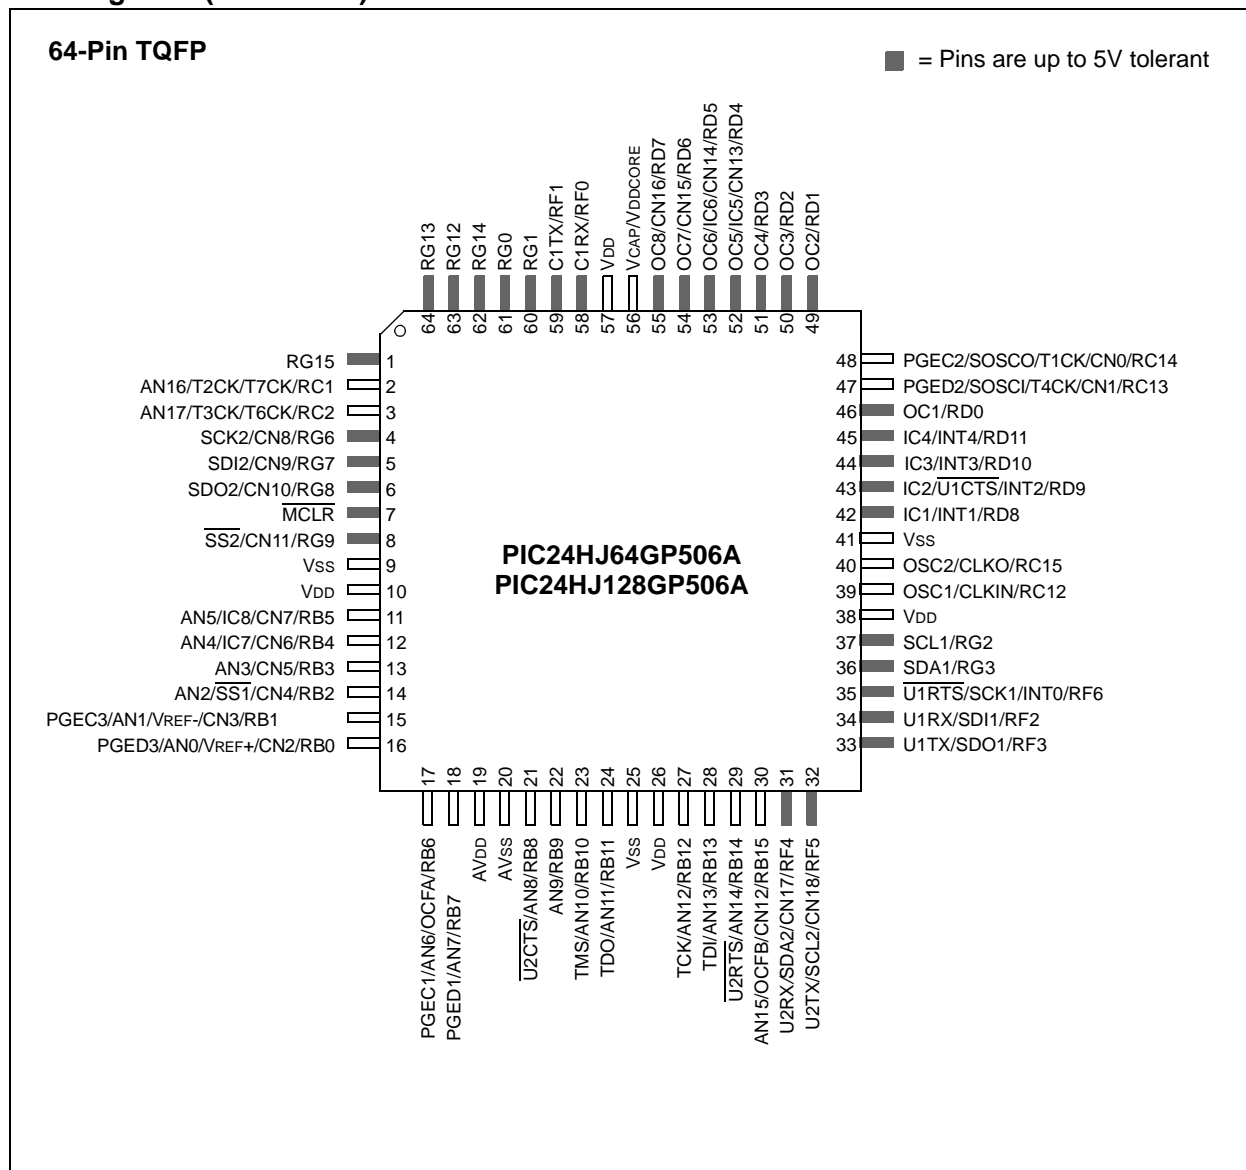 64-Pin TQFP
= Pins are up to 5V tolerant
RG13
RG12
RG14
RG0
RG1
C1TX/RF1
C1RX/RF0
VDD
VCAP/VDDCORE
OC8/CN16/RD7
OC7/CN15/RD6
OC6/IC6/CN14/RD5
OC5/IC5/CN13/RD4
OC4/RD3
OC3/RD2
OC2/RD1
64
63
62
61
60
59
58
57
56
55
54
53
52
51
50
49
RG15 1
AN16/T2CK/T7CK/RC1 2
AN17/T3CK/T6CK/RC2 3
SCK2/CN8/RG6 4
SDI2/CN9/RG7 5
SDO2/CN10/RG8 6
MCLR 7
SS2/CN11/RG9 8
VSS 9
VDD 10
AN5/IC8/CN7/RB5 11
AN4/IC7/CN6/RB4 12
AN3/CN5/RB3 13
AN2/SS1/CN4/RB2 14
PGEC3/AN1/VREF-/CN3/RB1 15
PGED3/AN0/VREF+/CN2/RB0 16
PIC24HJ64GP506A
PIC24HJ128GP506A
48 PGEC2/SOSCO/T1CK/CN0/RC14
47 PGED2/SOSCI/T4CK/CN1/RC13
46 OC1/RD0
45 IC4/INT4/RD11
44 IC3/INT3/RD10
43 IC2/U1CTS/INT2/RD9
42 IC1/INT1/RD8
41 VSS
40 OSC2/CLKO/RC15
39 OSC1/CLKIN/RC12
38 VDD
37 SCL1/RG2
36 SDA1/RG3
35 U1RTS/SCK1/INT0/RF6
34 U1RX/SDI1/RF2
33 U1TX/SDO1/RF3
17
18
19
20
21
22
23
24
25
26
27
28
29
30
31
32
PGEC1/AN6/OCFA/RB6
PGED1/AN7/RB7
AVDD
AVSS
U2CTS/AN8/RB8
AN9/RB9
TMS/AN10/RB10
TDO/AN11/RB11
VSS
VDD
TCK/AN12/RB12
TDI/AN13/RB13
U2RTS/AN14/RB14
AN15/OCFB/CN12/RB15
U2RX/SDA2/CN17/RF4
U2TX/SCL2/CN18/RF5